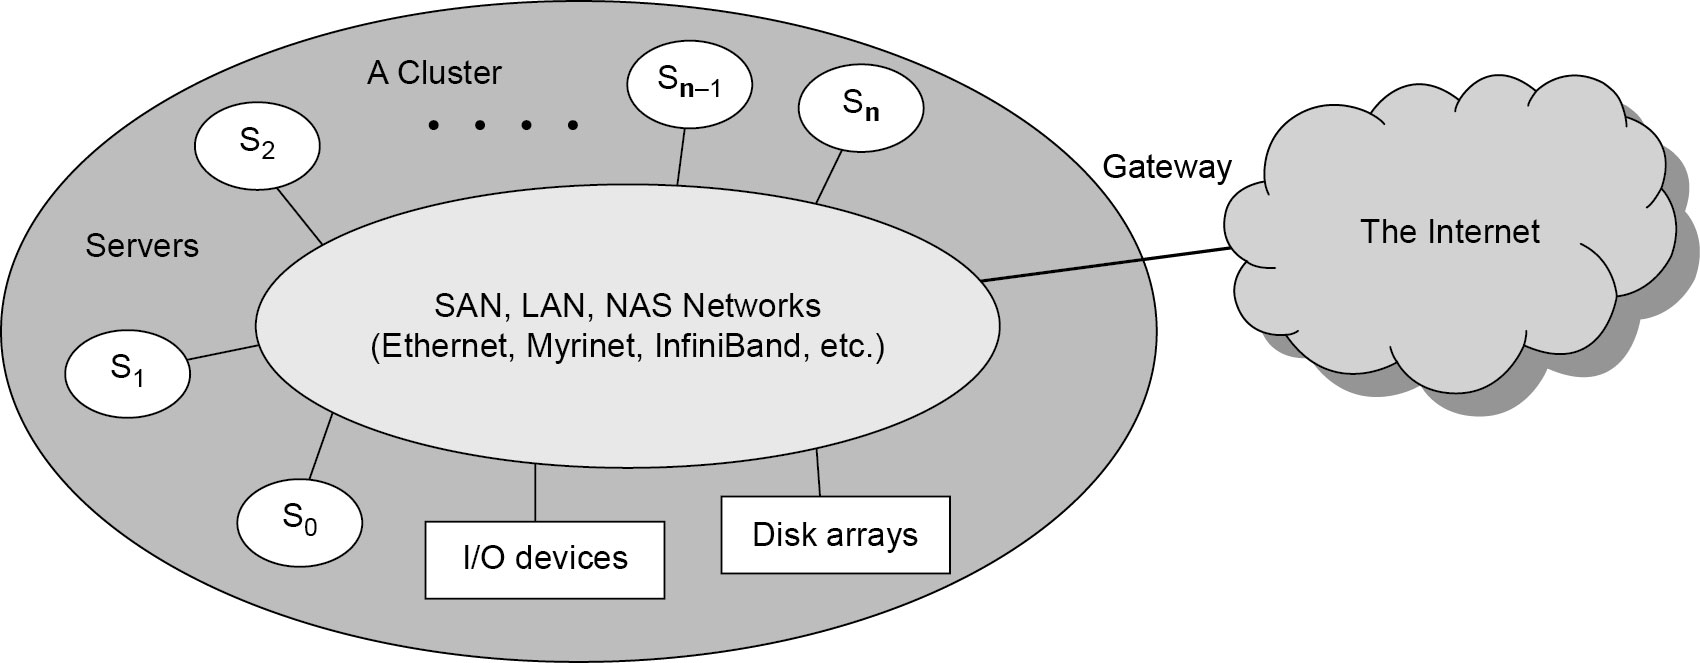 A Cluster
S₂
. . . .
Sₙ₋₁
Sₙ
Gateway
The Internet
Servers
SAN, LAN, NAS Networks
(Ethernet, Myrinet, InfiniBand, etc.)
S₁
S₀
I/O devices
Disk arrays